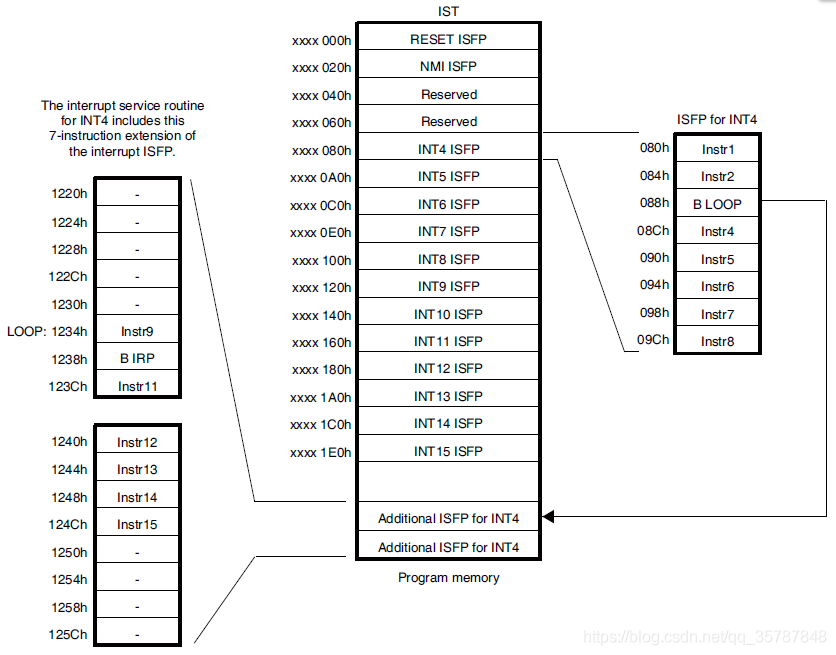 IST
xxxx 000h RESET ISFP
xxxx 020h NMI ISFP
xxxx 040h Reserved
xxxx 060h Reserved
xxxx 080h INT4 ISFP
xxxx 0A0h INT5 ISFP
xxxx 0C0h INT6 ISFP
xxxx 0E0h INT7 ISFP
xxxx 100h INT8 ISFP
xxxx 120h INT9 ISFP
xxxx 140h INT10 ISFP
xxxx 160h INT11 ISFP
xxxx 180h INT12 ISFP
xxxx 1A0h INT13 ISFP
xxxx 1C0h INT14 ISFP
xxxx 1E0h INT15 ISFP
Additional ISFP for INT4
Additional ISFP for INT4
Program memory
The interrupt service routine
for INT4 includes this
7-instruction extension of
the interrupt ISFP.
1220h -
1224h -
1228h -
122Ch -
1230h -
LOOP: 1234h Instr9
1238h B IRP
123Ch Instr11
1240h Instr12
1244h Instr13
1248h Instr14
124Ch Instr15
1250h -
1254h -
1258h -
125Ch -
ISFP for INT4
080h Instr1
084h Instr2
088h B LOOP
08Ch Instr4
090h Instr5
094h Instr6
098h Instr7
09Ch Instr8
https://blog.csdn.net/qq_35787848